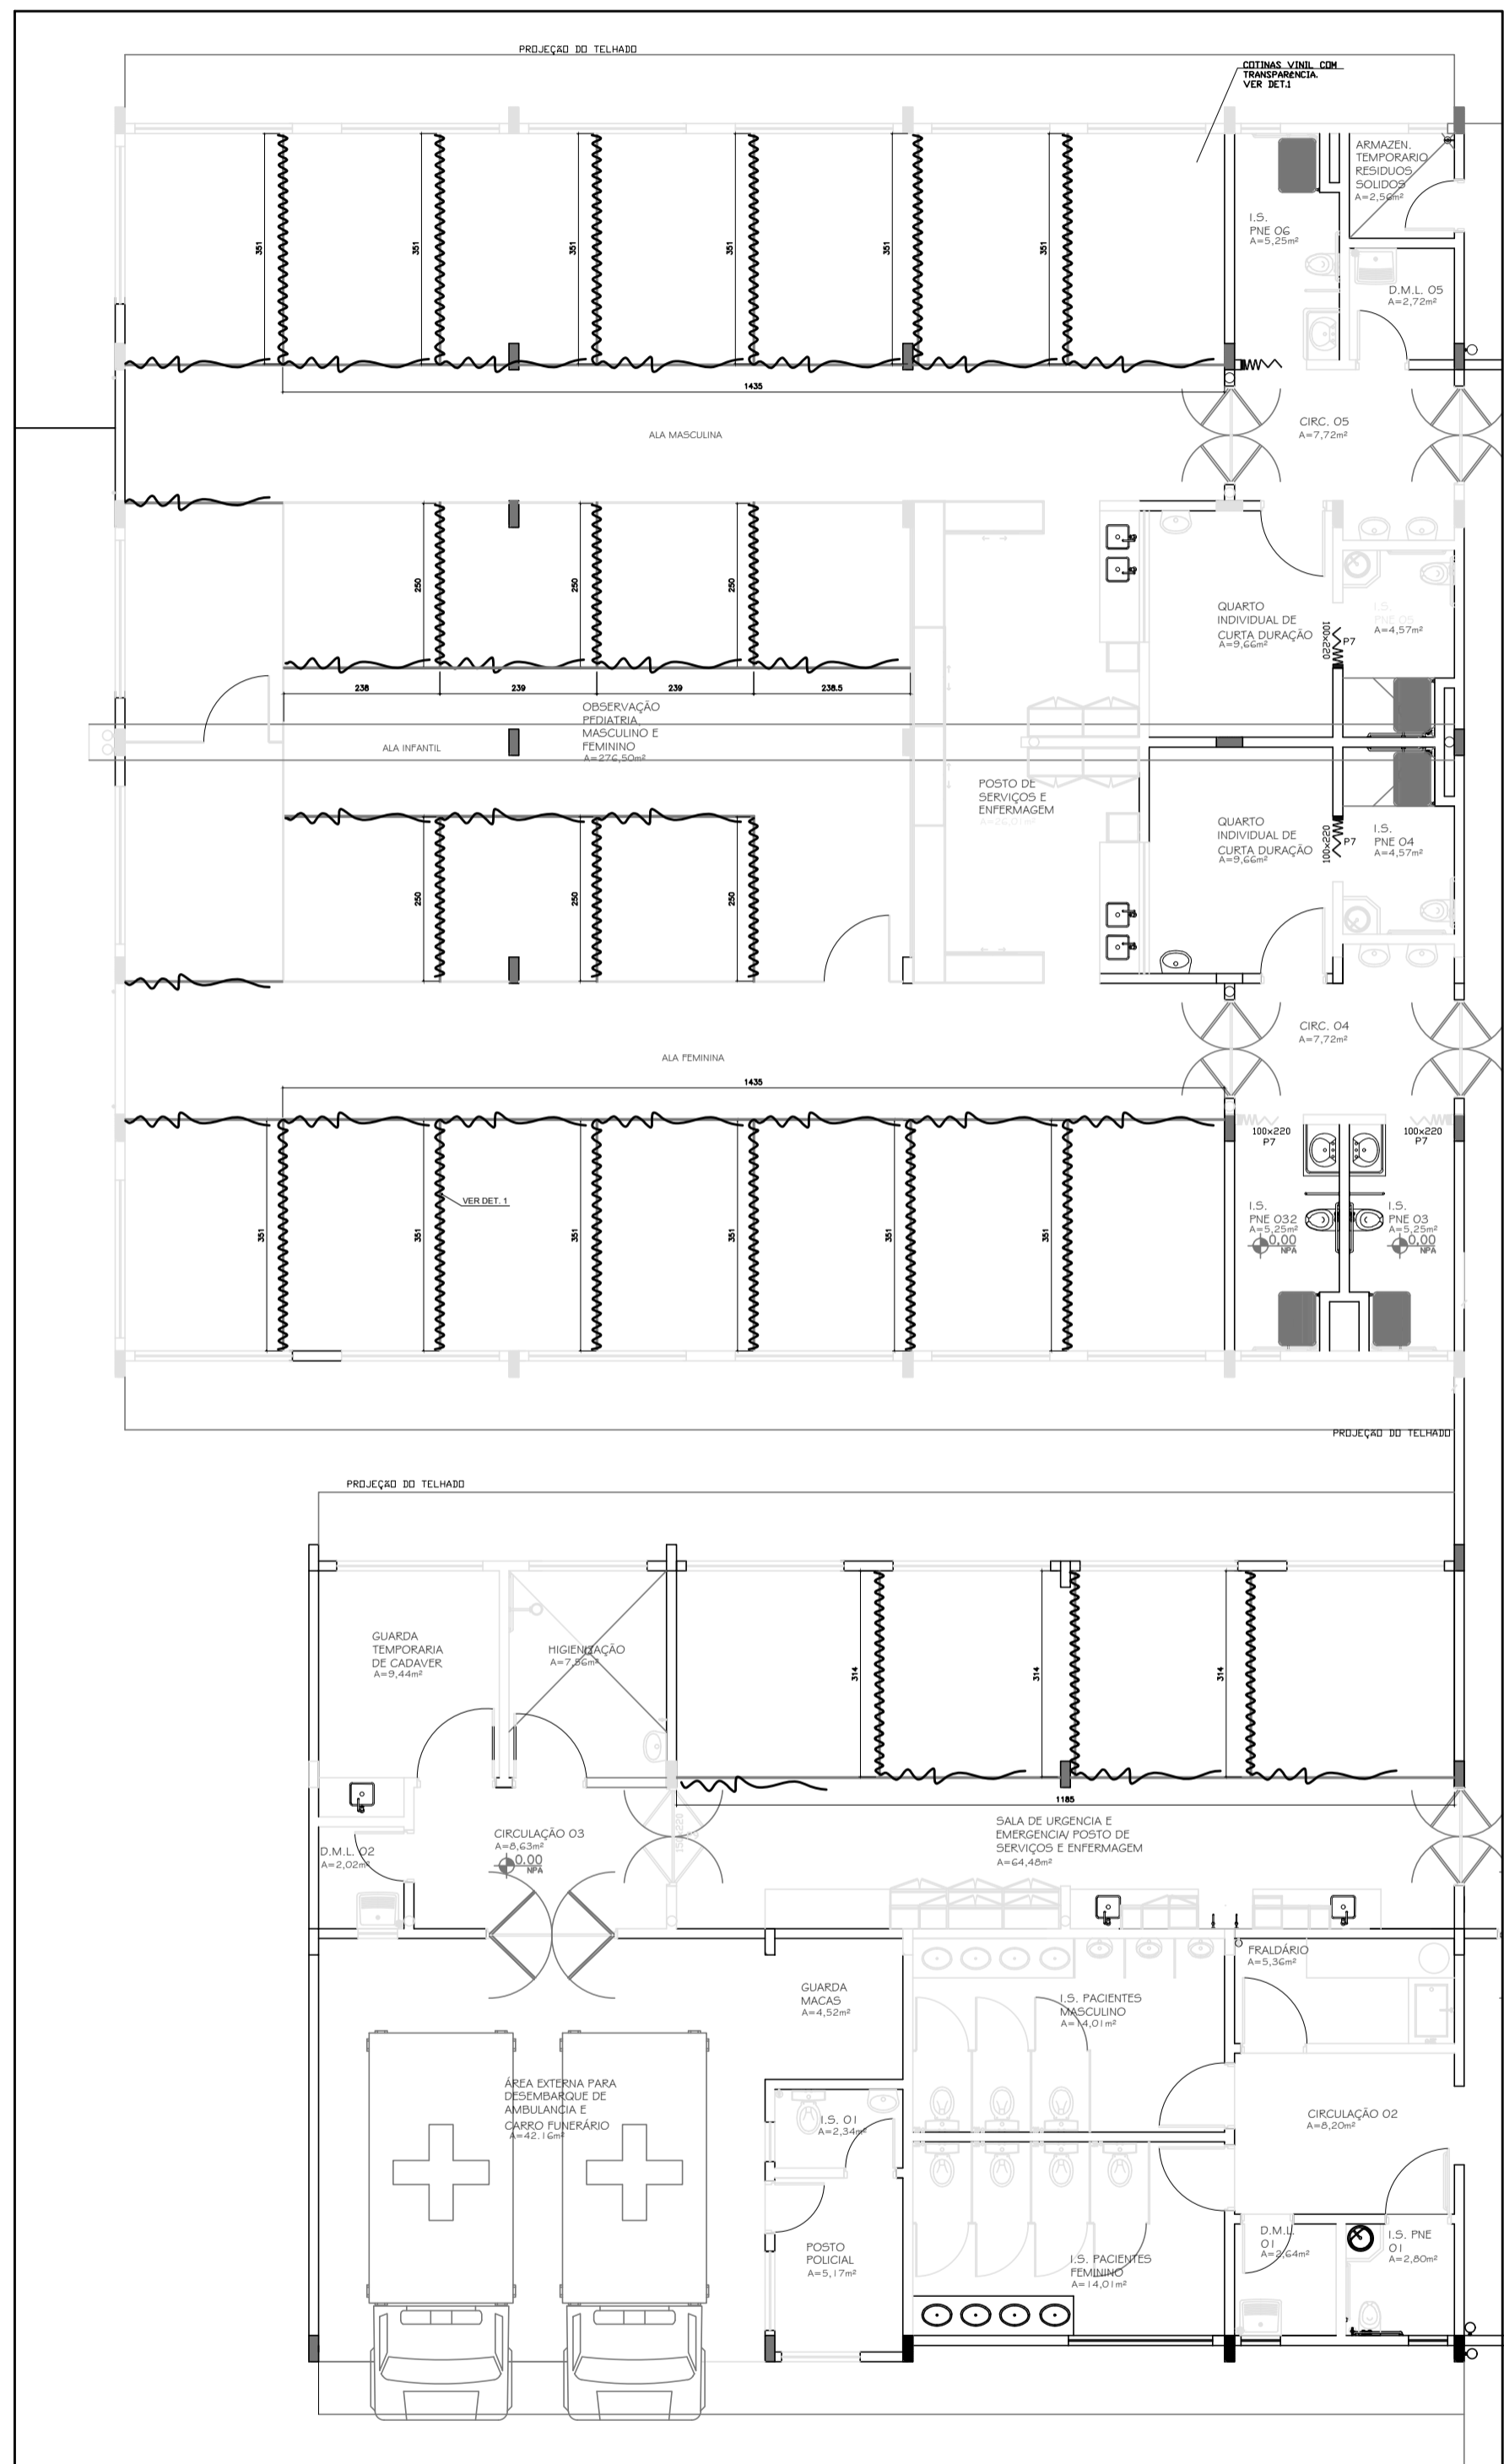 PROJEÇÃO DO TELHADO
COTINAS VINIL COM
TRANSPARENCIA.
VER DET.1
ARMAZEN.
TEMPORARIO
RESIDUOS
SOLIDOS
A=2,56m²
I.S.
PNE 06
A=5,25m²
351
351
351
351
351
351
D.M.L. 05
A=2,72m²
1435
ALA MASCULINA
CIRC. 05
A=7,72m²
250
250
250
QUARTO
INDIVIDUAL DE
CURTA DURAÇÃO
A=9,66m²
I.S.
PNE 05
A=4,57m²
100x220
P7
238
239
239
238.5
OBSERVAÇÃO
PEDIATRIA,
MASCULINO E
FEMININO
A=276,50m²
ALA INFANTIL
POSTO DE
SERVIÇOS E
ENFERMAGEM
A=26,01m²
QUARTO
INDIVIDUAL DE
CURTA DURAÇÃO
A=9,66m²
100x220
P7
I.S.
PNE 04
A=4,57m²
250
250
250
CIRC. 04
A=7,72m²
ALA FEMININA
1435
100x220
P7
100x220
P7
VER DET. 1
351
351
351
351
351
351
I.S.
PNE 032
A=5,25m²
0.00
NPA
I.S.
PNE 03
A=5,25m²
0.00
NPA
PROJEÇÃO DO TELHADO
PROJEÇÃO DO TELHADO
GUARDA
TEMPORARIA
DE CADAVER
A=9,44m²
HIGIENIZAÇÃO
A=7,56m²
314
314
314
1185
D.M.L. 02
A=2,02m²
CIRCULAÇÃO 03
A=8,63m²
0.00
NPA
150x220
SALA DE URGENCIA E
EMERGENCIA/ POSTO DE
SERVIÇOS E ENFERMAGEM
A=64,48m²
FRALDÁRIO
A=5,36m²
GUARDA
MACAS
A=4,52m²
I.S. PACIENTES
MASCULINO
A=14,01m²
ÁREA EXTERNA PARA
DESEMBARQUE DE
AMBULANCIA E
CARRO FUNERÁRIO
A=42,16m²
I.S. 01
A=2,34m²
CIRCULAÇÃO 02
A=8,20m²
POSTO
POLICIAL
A=5,17m²
I.S. PACIENTES
FEMININO
A=14,01m²
D.M.L.
01
A=2,64m²
I.S. PNE
01
A=2,80m²